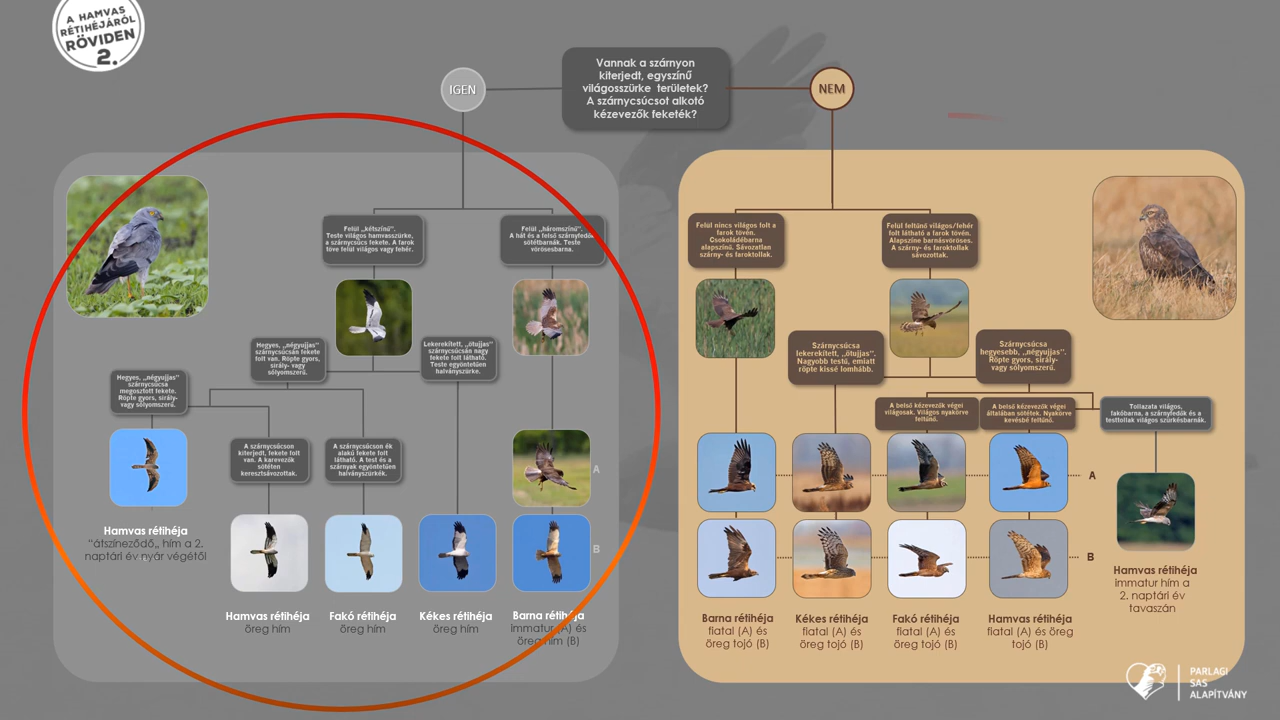 A HAMVAS
RÉTIHÉJÁRÓL
RÖVIDEN
2.
Vannak a szárnyon
kiterjedt, egyszínű
világosszürke területek?
A szárnycsúcsot alkotó
kézevezők feketék?
IGEN
NEM
Felül „kétszínű".
Teste világos hamvasszürke,
a szárnycsúcs fekete. A farok
töve felül világos vagy fehér.
Felül „háromszínű".
A hát és a felső szárnyfedők
sötétbarnák. Teste
vörösesbarna.
Hegyes, „négyujjas"
szárnycsúcsán fekete
folt van. Röpte gyors,
sirály- vagy
sólyomszerű.
Lekerekített, „ötujjas"
szárnycsúcsán nagy
fekete folt látható.
Teste egyöntetűen
halványszürke.
Hegyes, „négyujjas"
szárnycsúcsa
megosztott fekete.
Röpte gyors, sirály-
vagy sólyomszerű.
A szárnycsúcson
kiterjedt, fekete folt
van. A karevezők
sötéten
keresztsávozottak.
A szárnycsúcson ék
alakú fekete folt
látható. A test és a
szárnyak egyöntetűen
halványszürkék.
A
B
Hamvas rétihéja
"átszíneződő„ hím a 2.
naptári év nyár végétől
Hamvas rétihéja
öreg hím
Fakó rétihéja
öreg hím
Kékes rétihéja
öreg hím
Barna rétihéja
immatur (A) és
öreg hím (B)
Felül nincs világos folt a
farok tövén.
Csokoládébarna
alapszínű. Sávozatlan
szárny- és faroktollak.
Felül feltűnő világos/fehér
folt látható a farok tövén.
Alapszíne barnásvöröses.
A szárny- és faroktollak
sávozottak.
Szárnycsúcsa
lekerekített, „ötujjas".
Nagyobb testű, emiatt
röpte kissé lomhább.
Szárnycsúcsa
hegyesebb, „négyujjas".
Röpte gyors, sirály-
vagy sólyomszerű.
A belső kézevezők végei
világosak. Világos nyakörve
feltűnő.
A belső kézevezők végei
általában sötétek. Nyakörve
kevésbé feltűnő.
Tollazata világos,
fakóbarna, a szárnyfedők és a
testtollak világos szürkésbarnák.
A
B
Barna rétihéja
fiatal (A) és
öreg tojó (B)
Kékes rétihéja
fiatal (A) és
öreg tojó (B)
Fakó rétihéja
fiatal (A) és
öreg tojó (B)
Hamvas rétihéja
fiatal (A) és öreg
tojó (B)
Hamvas rétihéja
immatur hím a
2. naptári év
tavaszán
PARLAGI
SAS
ALAPÍTVÁNY